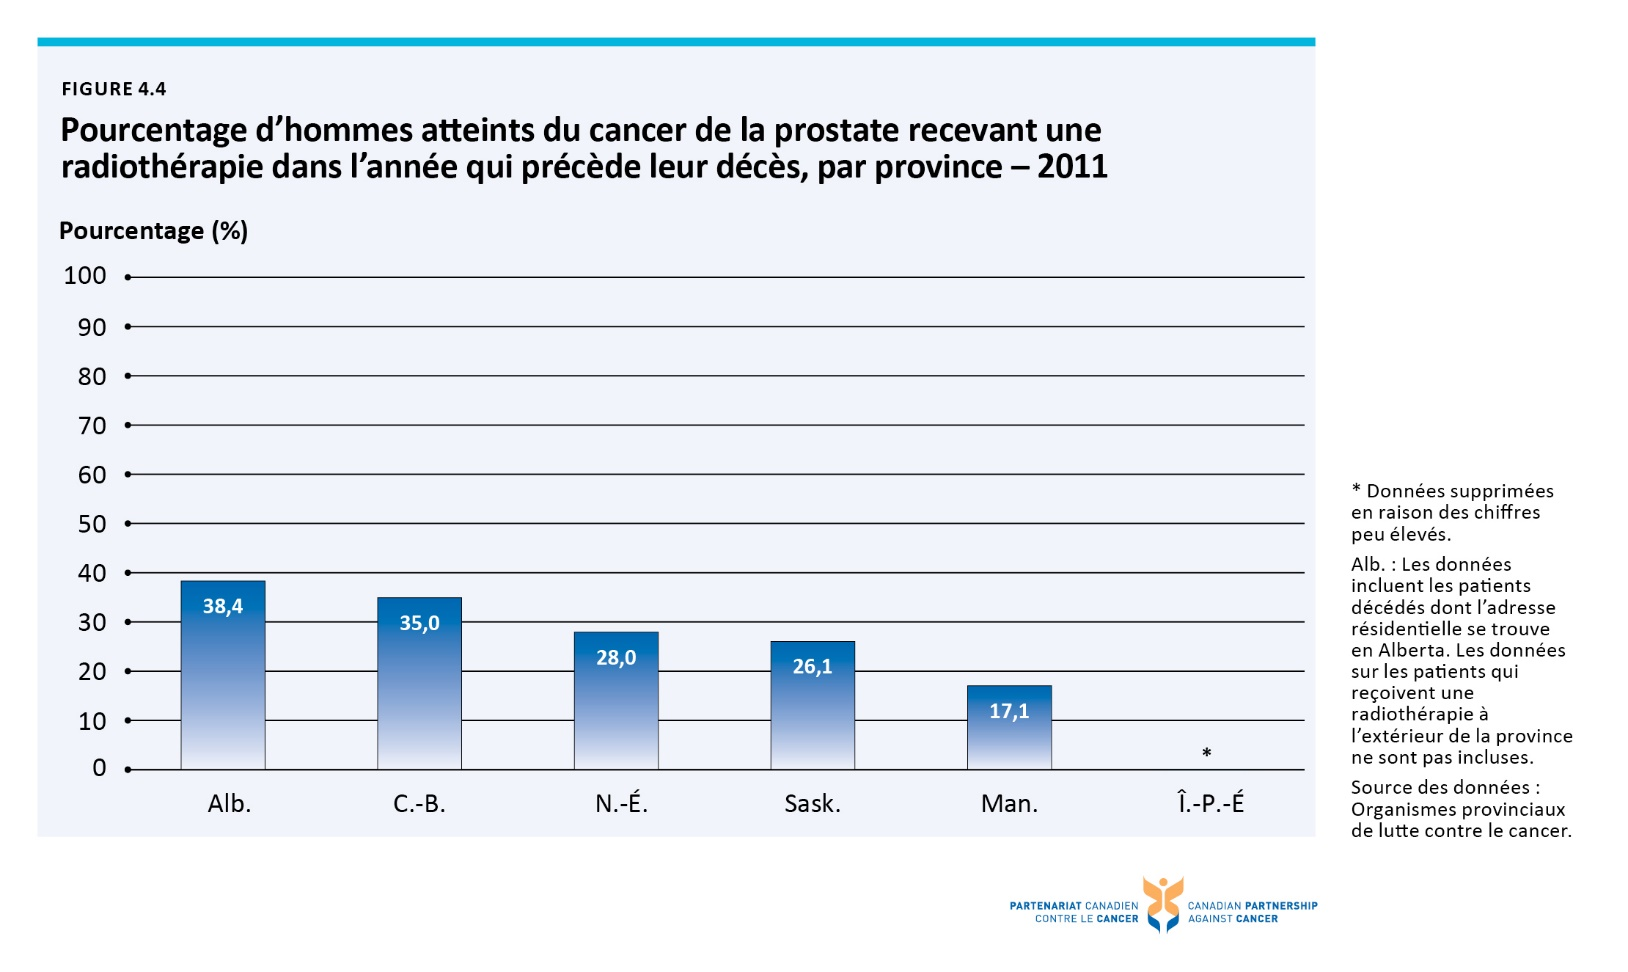 FIGURE 4.4
Pourcentage d’hommes atteints du cancer de la prostate recevant une
radiothérapie dans l’année qui précède leur décès, par province – 2011
Pourcentage (%)
100
90
80
70
60
50
40
30
20
10
0
38,4
35,0
28,0
26,1
17,1
*
Alb.
C.-B.
N.-É.
Sask.
Man.
Î.-P.-É
* Données supprimées
en raison des chiffres
peu élevés.
Alb. : Les données
incluent les patients
décédés dont l’adresse
résidentielle se trouve
en Alberta. Les données
sur les patients qui
reçoivent une
radiothérapie à
l’extérieur de la province
ne sont pas incluses.
Source des données :
Organismes provinciaux
de lutte contre le cancer.
PARTENARIAT CANADIEN
CONTRE LE CANCER
CANADIAN PARTNERSHIP
AGAINST CANCER